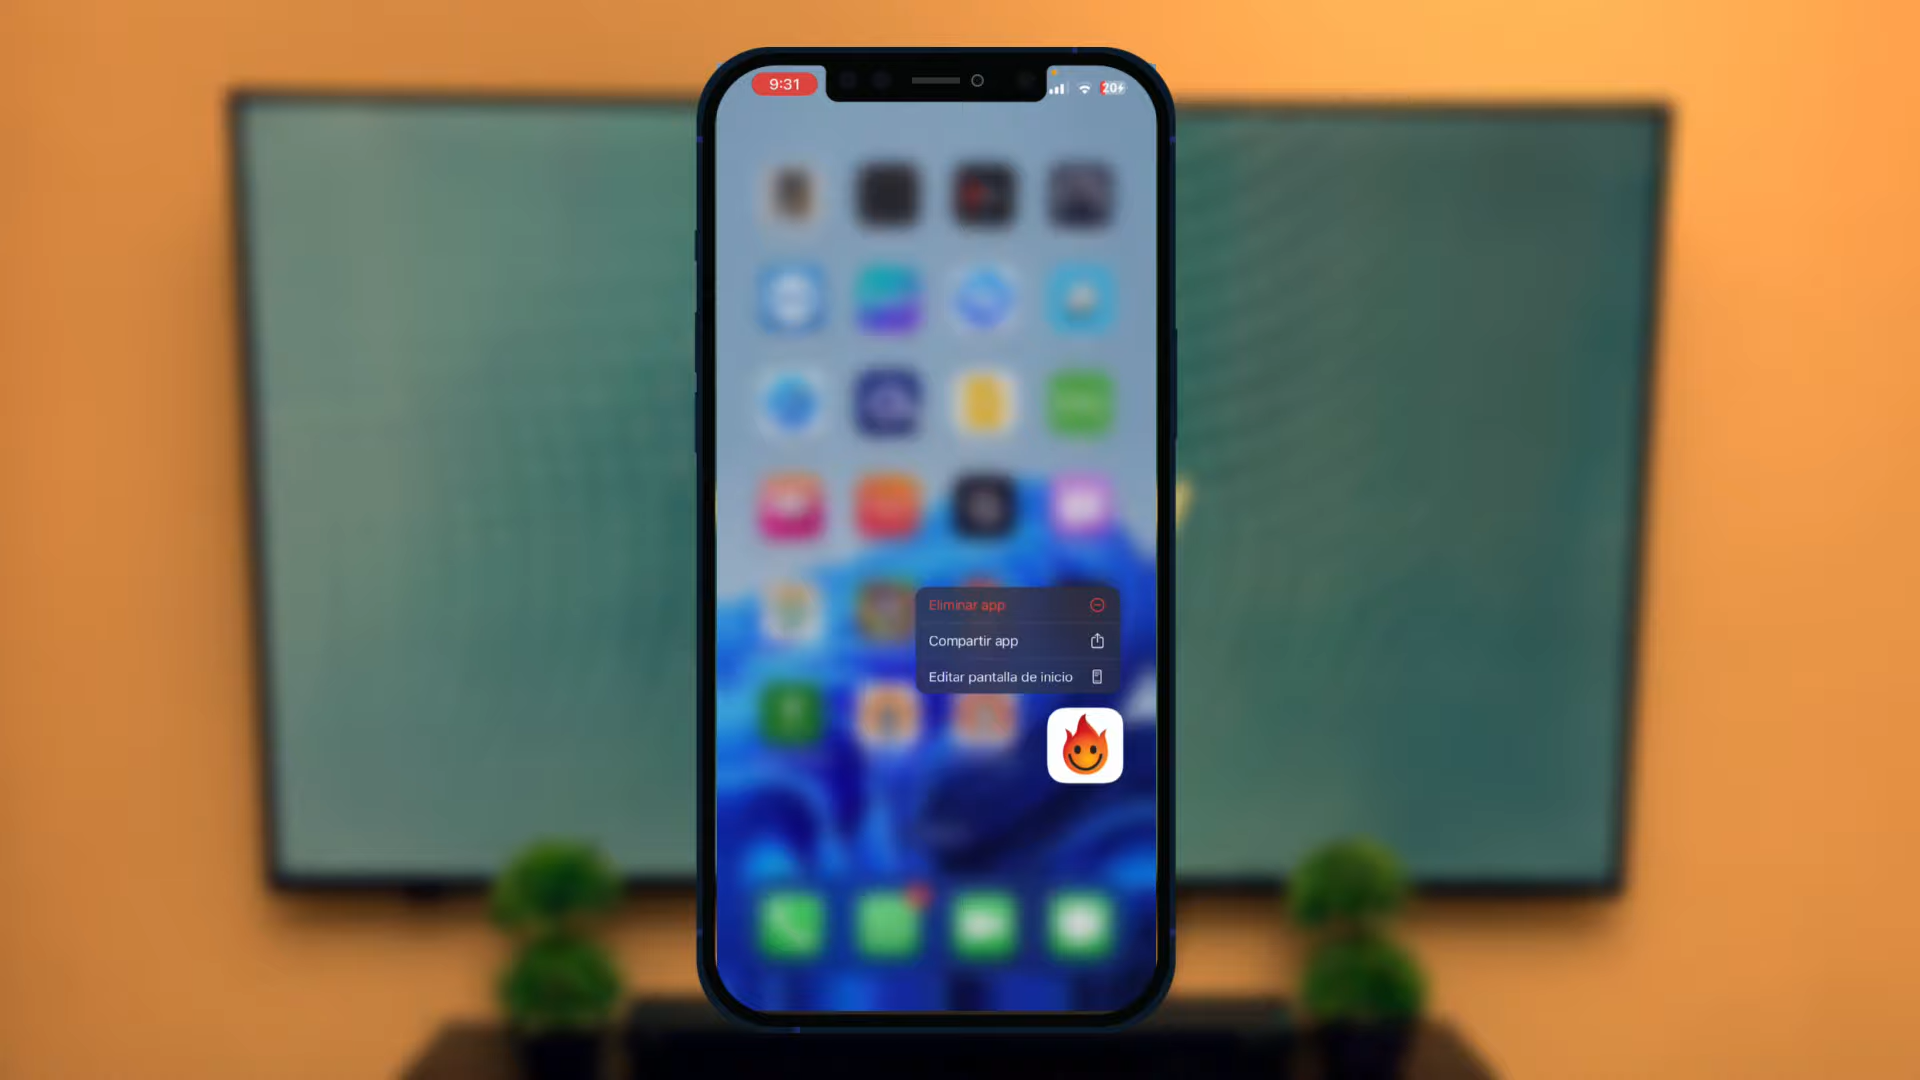 9:31
20
Eliminar app
Compartir app
Editar pantalla de inicio